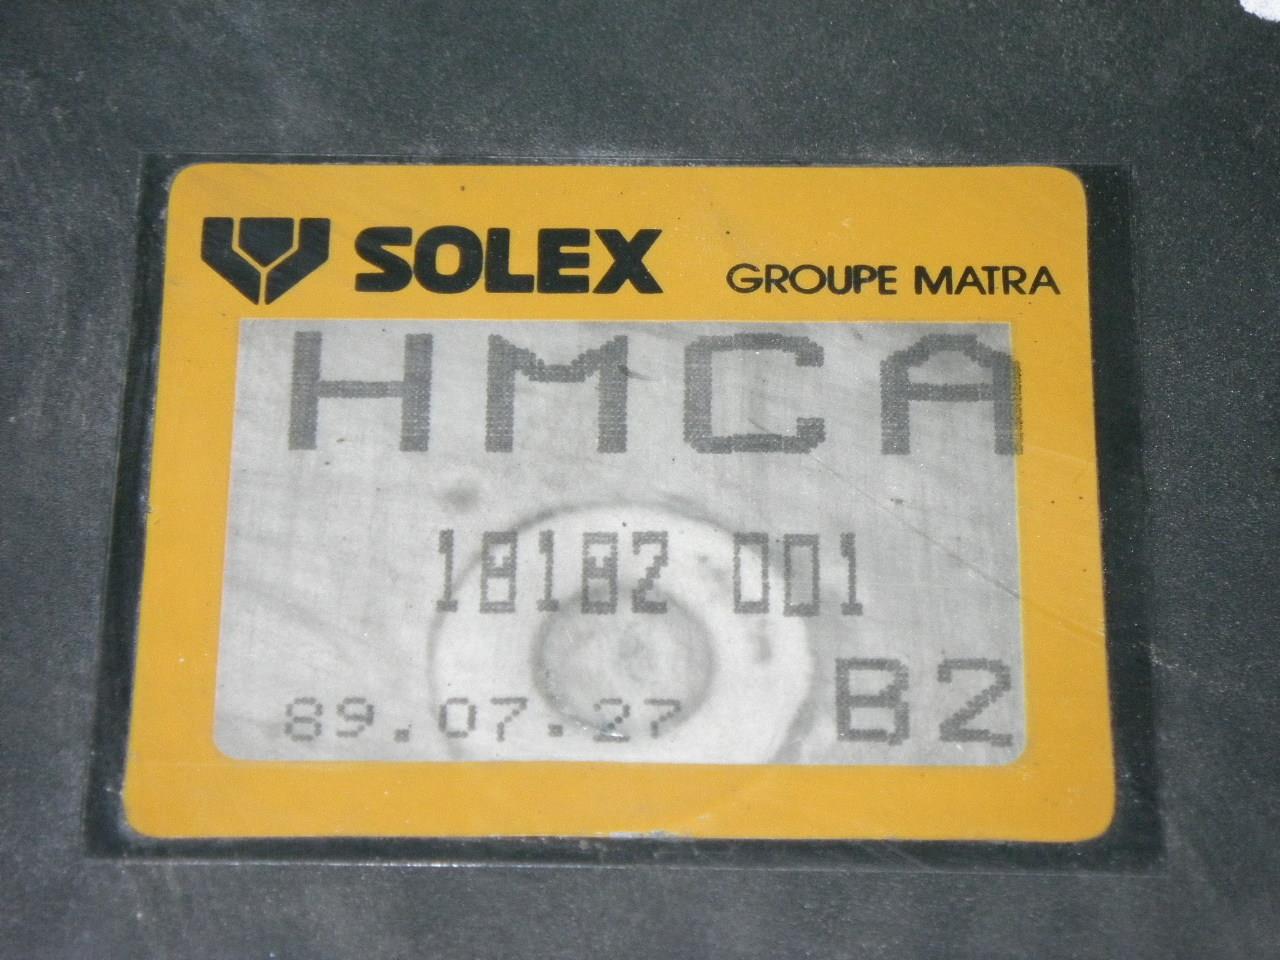 SOLEX GROUPE MATRA
HMCA
18182 001
89.07.27 B2